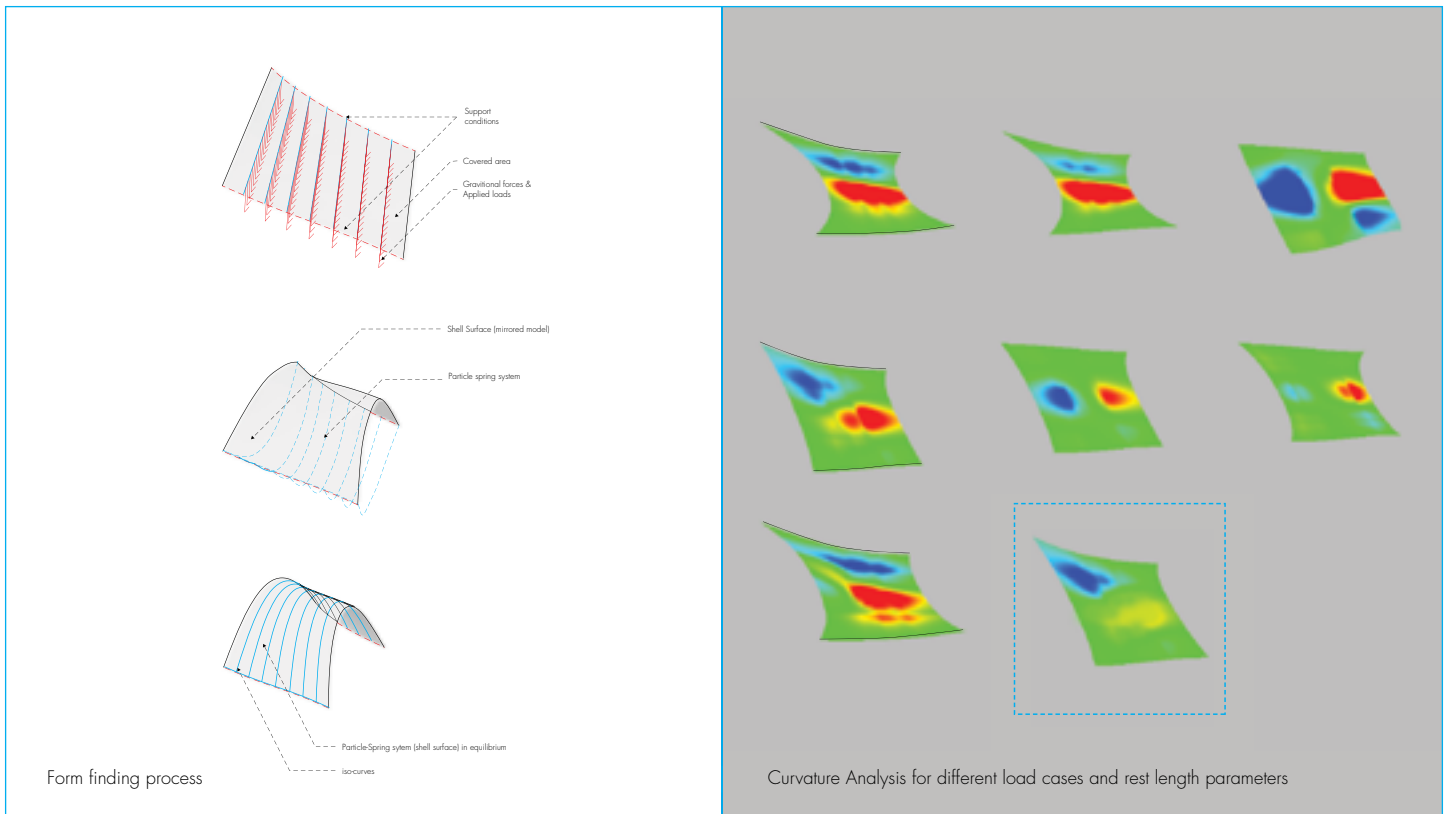 Support
conditions
Covered area
Gravitional forces &
Applied loads
Shell Surface (mirrored model)
Particle spring system
Particle-Spring sytem (shell surface) in equilibrium
iso-curves
Form finding process
Curvature Analysis for different load cases and rest length parameters